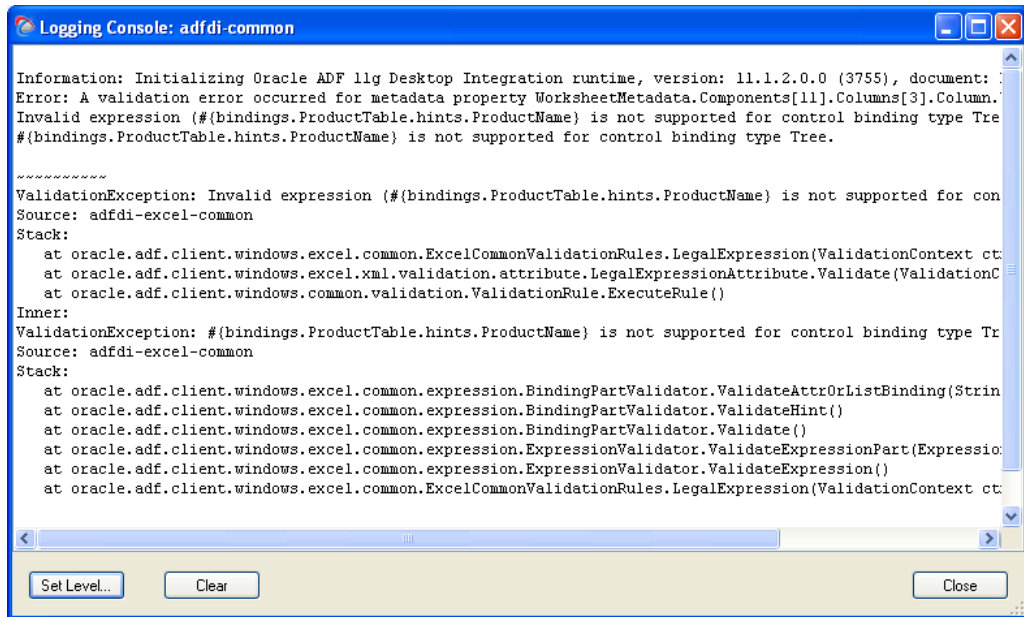 Logging Console: adfdi-common
Information: Initializing Oracle ADF 11g Desktop Integration runtime, version: 11.1.2.0.0 (3755), document:
Error: A validation error occurred for metadata property WorksheetMetadata.Components[11].Columns[3].Column.
Invalid expression (#{bindings.ProductTable.hints.ProductName} is not supported for control binding type Tre
#{bindings.ProductTable.hints.ProductName} is not supported for control binding type Tree.
~~~~~~~~~~
ValidationException: Invalid expression (#{bindings.ProductTable.hints.ProductName} is not supported for con
Source: adfdi-excel-common
Stack:
at oracle.adf.client.windows.excel.common.ExcelCommonValidationRules.LegalExpression(ValidationContext ct
at oracle.adf.client.windows.excel.xml.validation.attribute.LegalExpressionAttribute.Validate(ValidationC
at oracle.adf.client.windows.common.validation.ValidationRule.ExecuteRule()
Inner:
ValidationException: #{bindings.ProductTable.hints.ProductName} is not supported for control binding type Tr
Source: adfdi-excel-common
Stack:
at oracle.adf.client.windows.excel.common.expression.BindingPartValidator.ValidateAttrOrListBinding(Strin
at oracle.adf.client.windows.excel.common.expression.BindingPartValidator.ValidateHint()
at oracle.adf.client.windows.excel.common.expression.BindingPartValidator.Validate()
at oracle.adf.client.windows.excel.common.expression.ExpressionValidator.ValidateExpressionPart(Expressio
at oracle.adf.client.windows.excel.common.expression.ExpressionValidator.ValidateExpression()
at oracle.adf.client.windows.excel.common.ExcelCommonValidationRules.LegalExpression(ValidationContext ct
Set Level... Clear Close